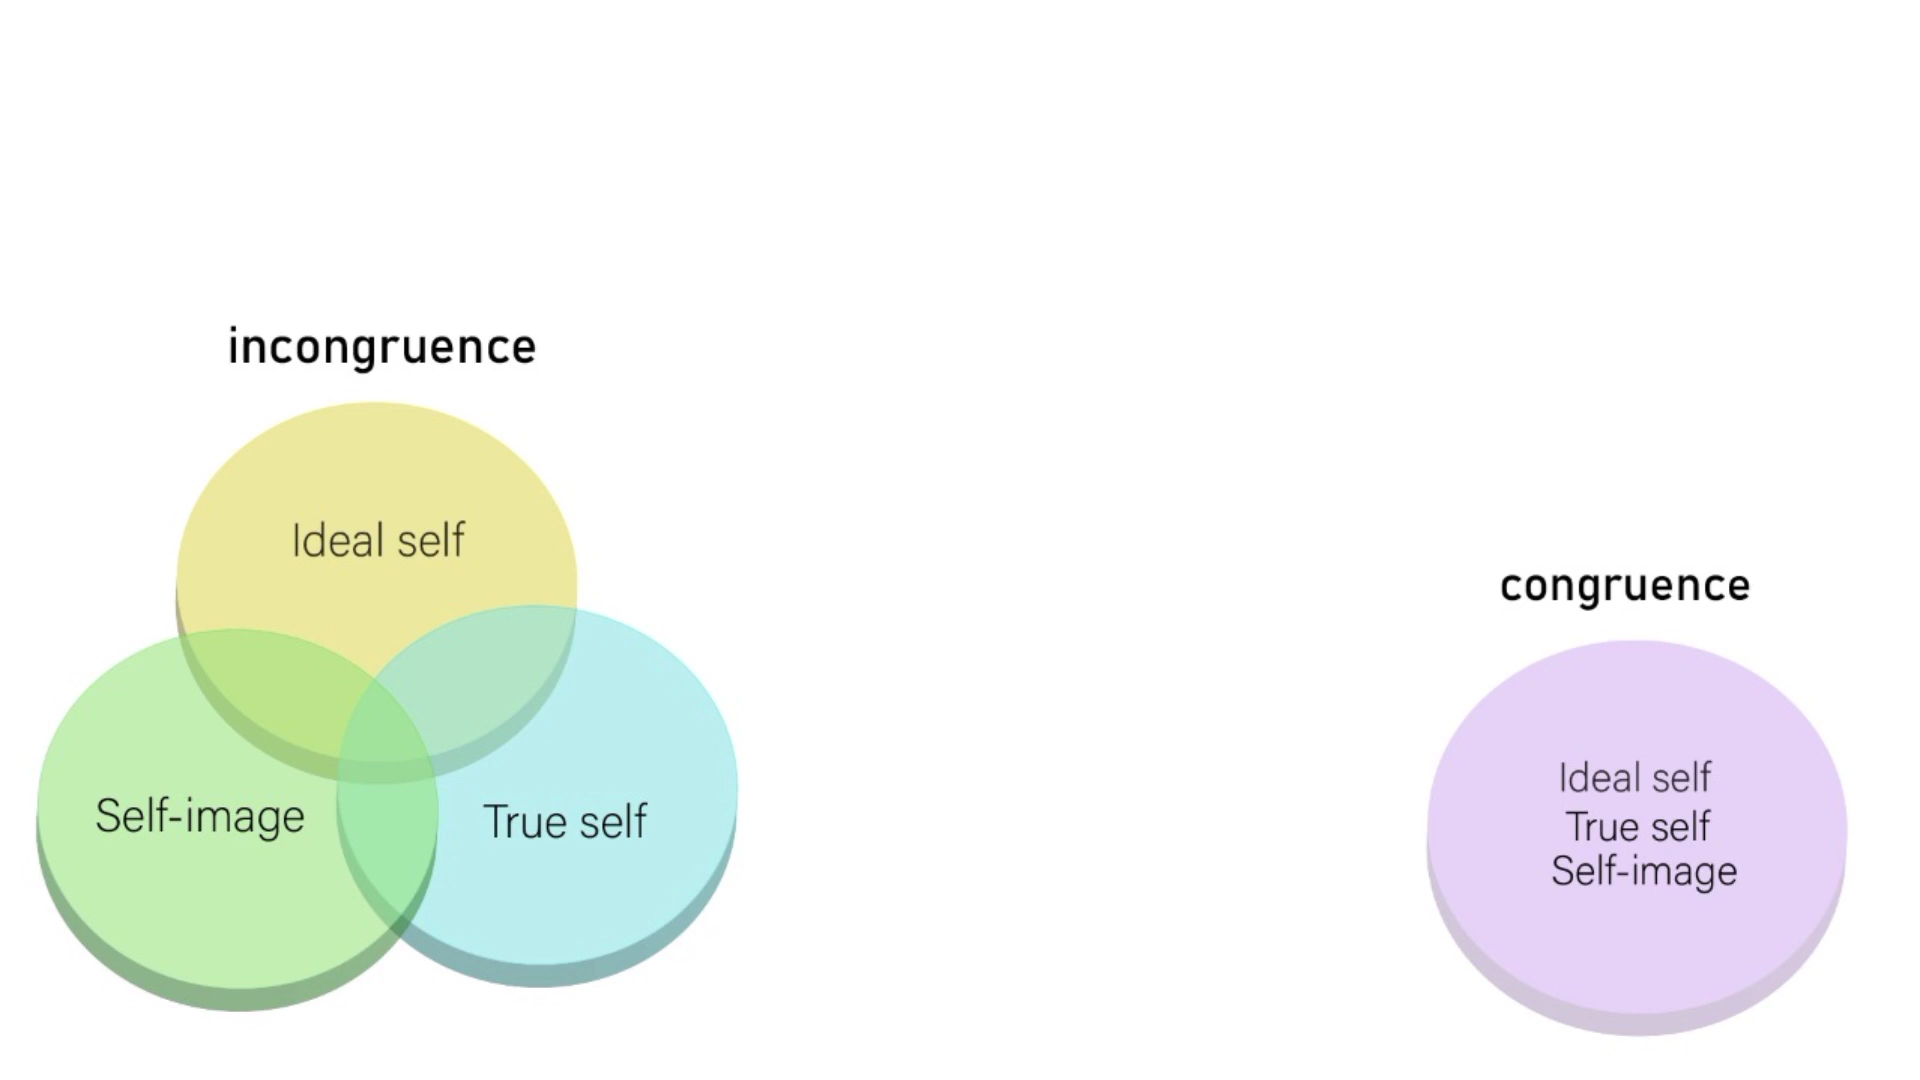 incongruence
Ideal self
Self-image
True self
congruence
Ideal self
True self
Self-image